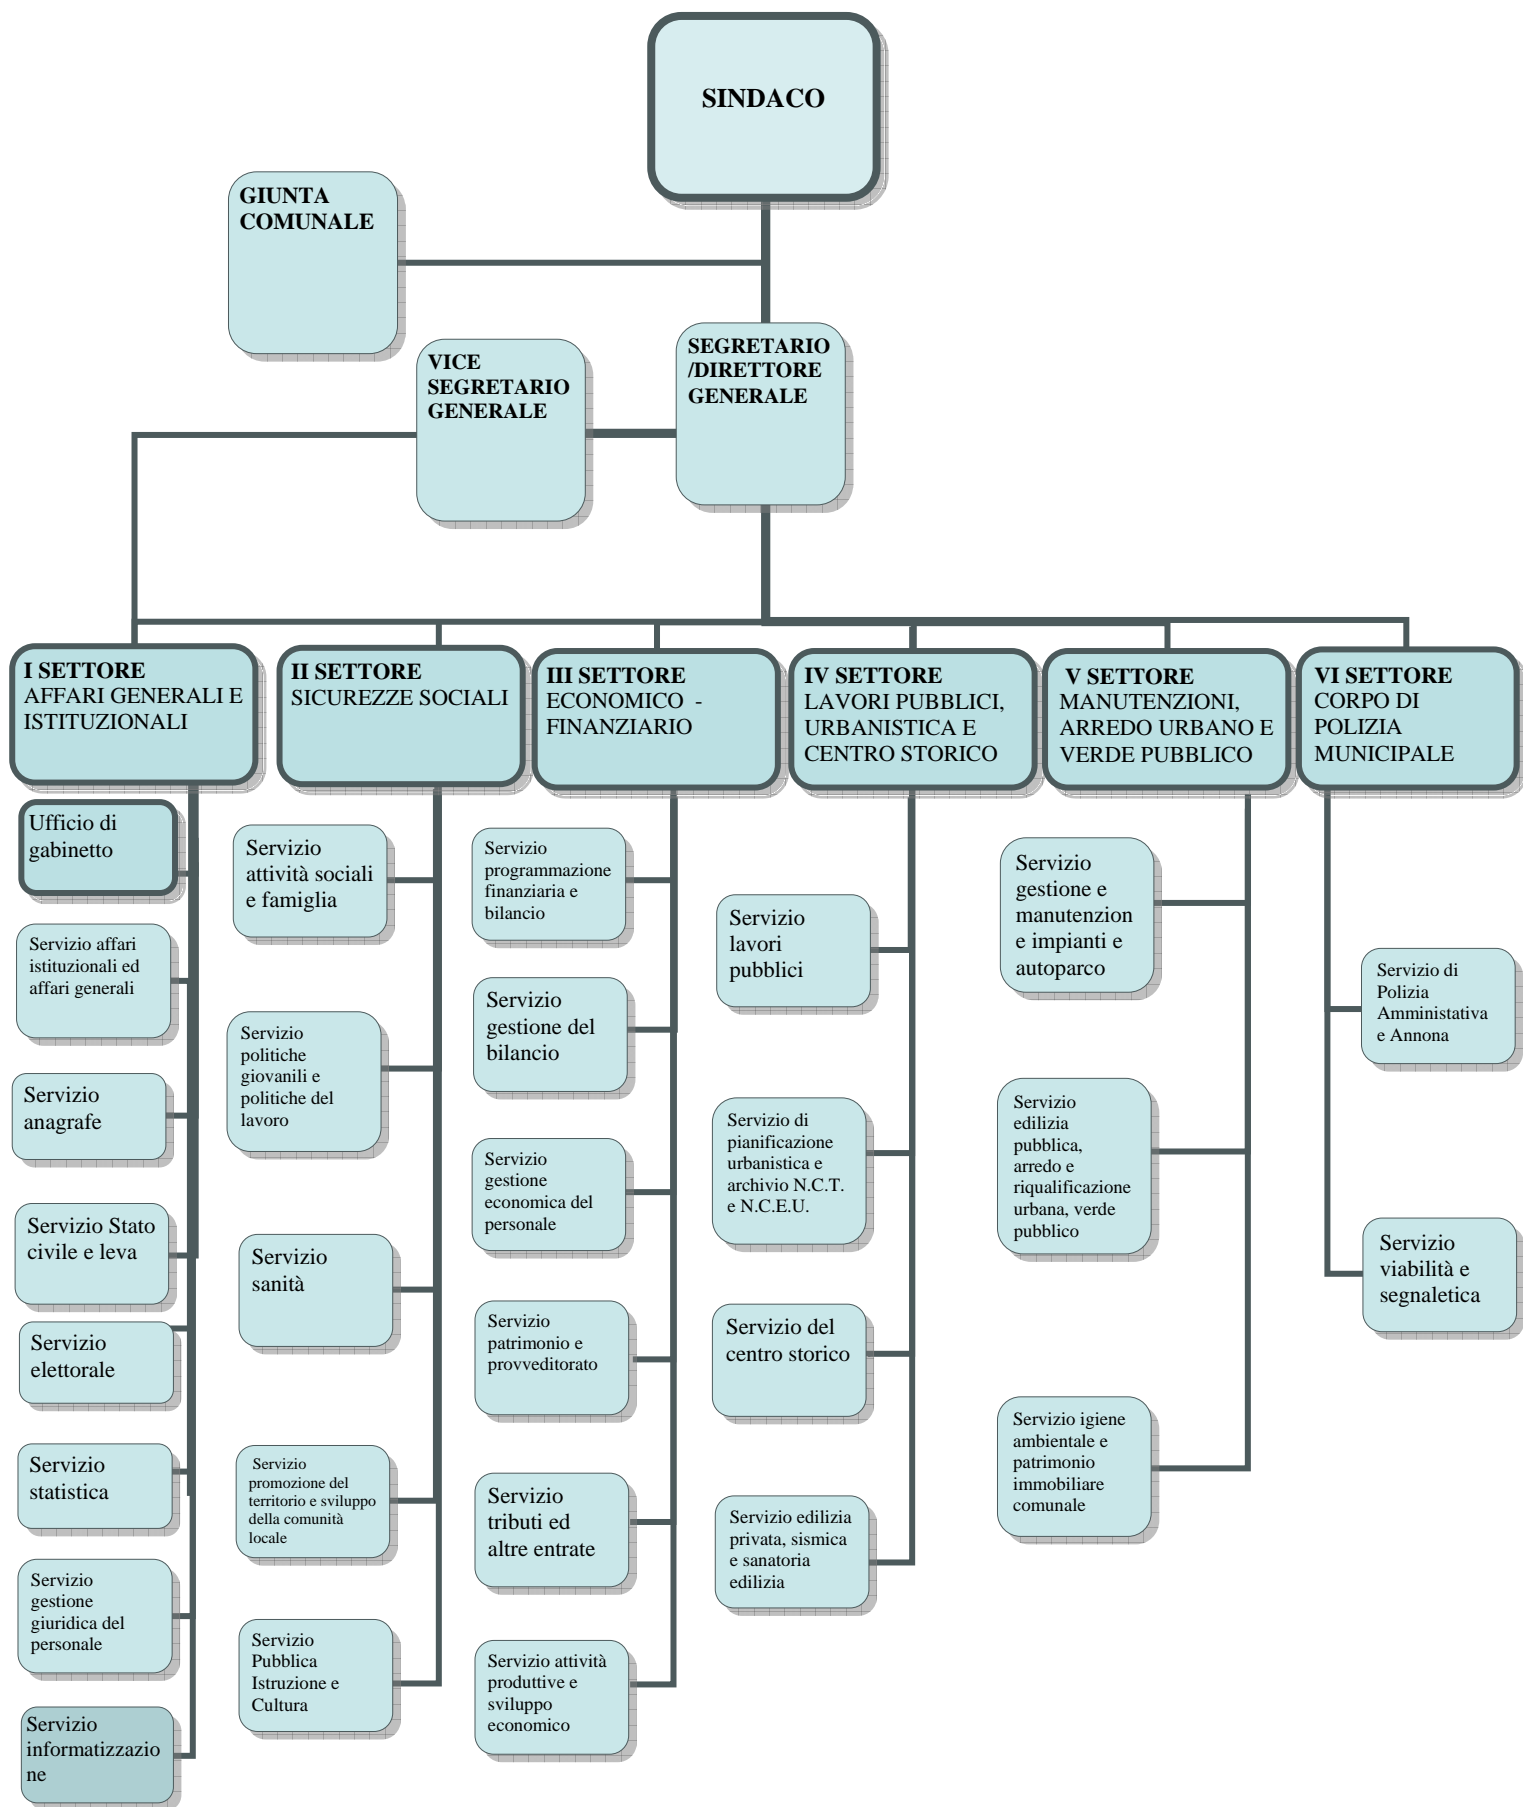 SINDACO
GIUNTA
COMUNALE
VICE
SEGRETARIO
GENERALE
SEGRETARIO
/DIRETTORE
GENERALE
I SETTORE
AFFARI GENERALI E
ISTITUZIONALI
II SETTORE
SICUREZZE SOCIALI
III SETTORE
ECONOMICO -
FINANZIARIO
IV SETTORE
LAVORI PUBBLICI,
URBANISTICA E
CENTRO STORICO
V SETTORE
MANUTENZIONI,
ARREDO URBANO E
VERDE PUBBLICO
VI SETTORE
CORPO DI
POLIZIA
MUNICIPALE
Ufficio di
gabinetto
Servizio affari
istituzionali ed
affari generali
Servizio
anagrafe
Servizio Stato
civile e leva
Servizio
elettorale
Servizio
statistica
Servizio
gestione
giuridica del
personale
Servizio
informatizzazio
ne
Servizio
attività sociali
e famiglia
Servizio
politiche
giovanili e
politiche del
lavoro
Servizio
sanità
Servizio
promozione del
territorio e sviluppo
della comunità
locale
Servizio
Pubblica
Istruzione e
Cultura
Servizio
programmazione
finanziaria e
bilancio
Servizio
gestione del
bilancio
Servizio
gestione
economica del
personale
Servizio
patrimonio e
provveditorato
Servizio
tributi ed
altre entrate
Servizio attività
produttive e
sviluppo
economico
Servizio
lavori
pubblici
Servizio di
pianificazione
urbanistica e
archivio N.C.T.
e N.C.E.U.
Servizio del
centro storico
Servizio edilizia
privata, sismica
e sanatoria
edilizia
Servizio
gestione e
manutenzion
e impianti e
autoparco
Servizio
edilizia
pubblica,
arredo e
riqualificazione
urbana, verde
pubblico
Servizio igiene
ambientale e
patrimonio
immobiliare
comunale
Servizio di
Polizia
Amministativa
e Annona
Servizio
viabilità e
segnaletica